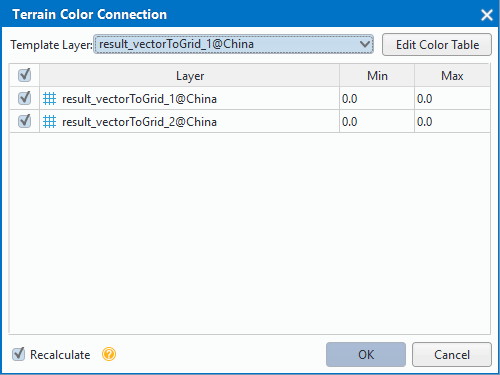 Terrain Color Connection
Template Layer: result_vectorToGrid_1@China Edit Color Table
Layer Min Max
result_vectorToGrid_1@China 0.0 0.0
result_vectorToGrid_2@China 0.0 0.0
Recalculate ? OK Cancel